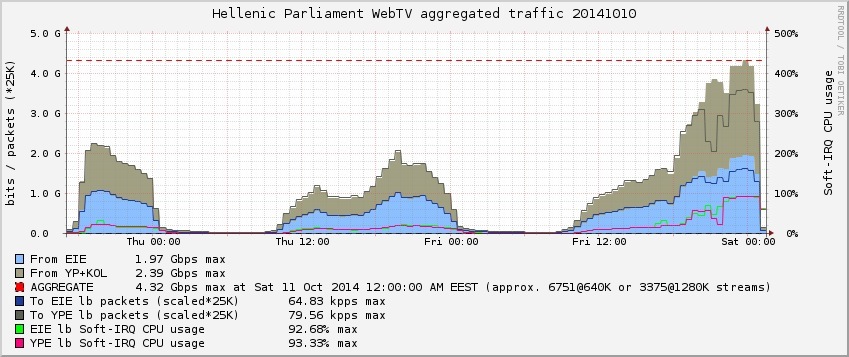 Hellenic Parliament WebTV aggregated traffic 20141010
RRDTOOL / TOBI OETIKER
bits / packets (*25K)
5.0 G
4.0 G
3.0 G
2.0 G
1.0 G
0.0
500%
400%
300%
200%
100%
0%
Soft-IRQ CPU usage
Thu 00:00 Thu 12:00 Fri 00:00 Fri 12:00 Sat 00:00
From EIE 1.97 Gbps max
From YP+KOL 2.39 Gbps max
AGGREGATE 4.32 Gbps max at Sat 11 Oct 2014 12:00:00 AM EEST (approx. 6751@640K or 3375@1280K streams)
To EIE lb packets (scaled*25K) 64.83 kpps max
To YPE lb packets (scaled*25K) 79.56 kpps max
EIE lb Soft-IRQ CPU usage 92.68% max
YPE lb Soft-IRQ CPU usage 93.33% max